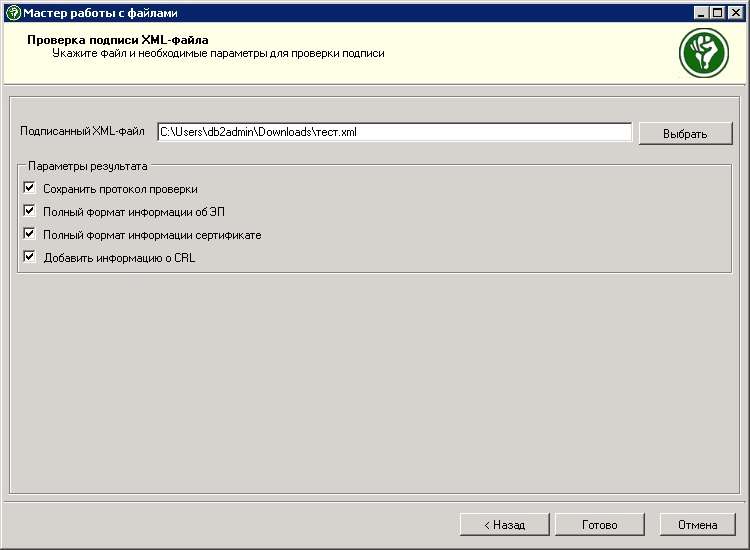 Мастер работы с файлами
Проверка подписи XML-файла
Укажите файл и необходимые параметры для проверки подписи
Подписанный XML-файл C:\Users\db2admin\Downloads\тест.xml Выбрать
Параметры результата
Сохранить протокол проверки
Полный формат информации об ЭП
Полный формат информации сертификате
Добавить информацию о CRL
< Назад Готово Отмена